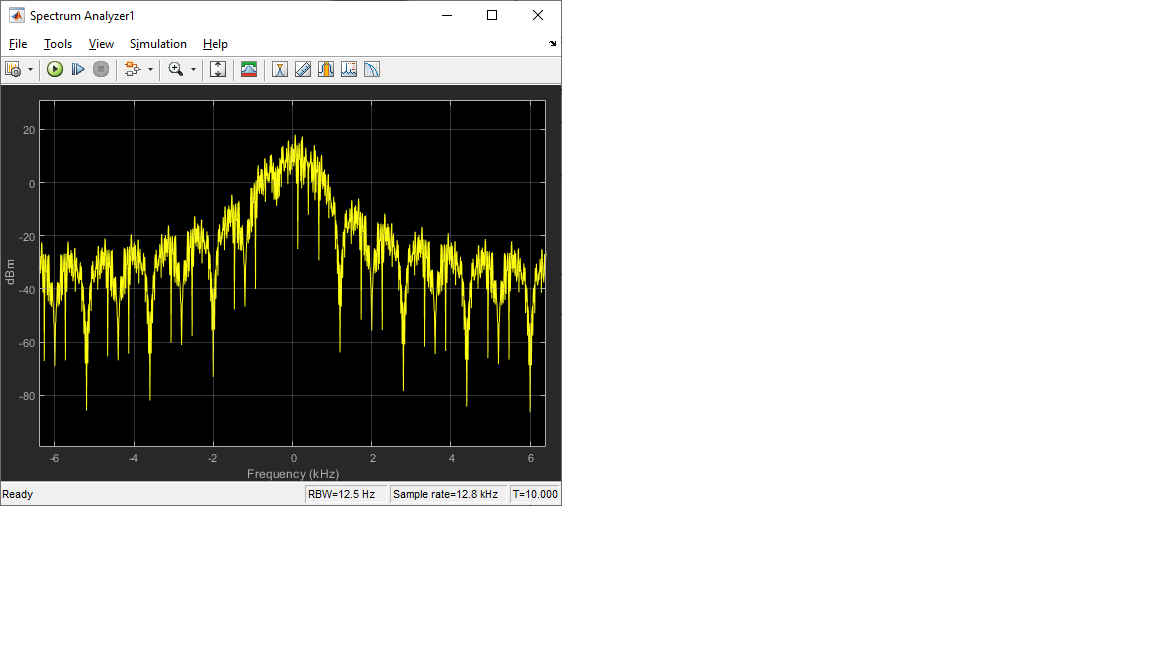 Spectrum Analyzer1
File Tools View Simulation Help
20
0
-20
-40
-60
-80
dBm
-6 -4 -2 0 2 4 6
Frequency (kHz)
Ready RBW=12.5 Hz Sample rate=12.8 kHz T=10.000